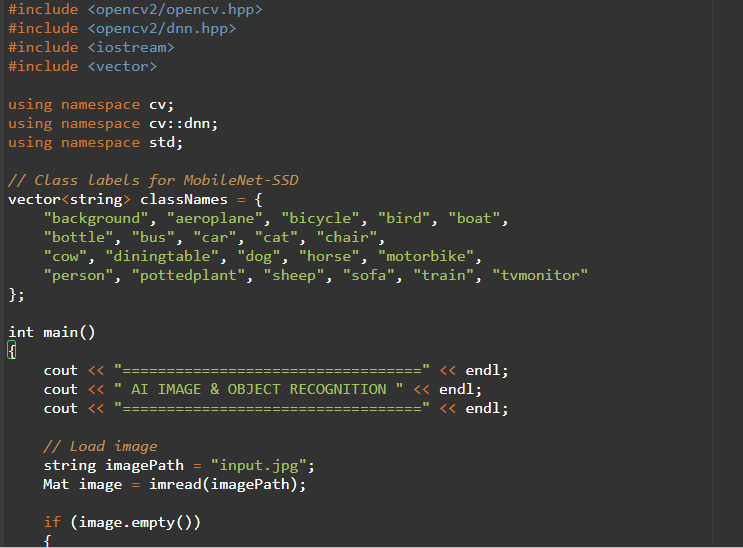 #include <opencv2/opencv.hpp>
#include <opencv2/dnn.hpp>
#include <iostream>
#include <vector>

using namespace cv;
using namespace cv::dnn;
using namespace std;

// Class labels for MobileNet-SSD
vector<string> classNames = {
    "background", "aeroplane", "bicycle", "bird", "boat",
    "bottle", "bus", "car", "cat", "chair",
    "cow", "diningtable", "dog", "horse", "motorbike",
    "person", "pottedplant", "sheep", "sofa", "train", "tvmonitor"
};

int main()
{
    cout << "==================================" << endl;
    cout << " AI IMAGE & OBJECT RECOGNITION " << endl;
    cout << "==================================" << endl;

    // Load image
    string imagePath = "input.jpg";
    Mat image = imread(imagePath);

    if (image.empty())
    {